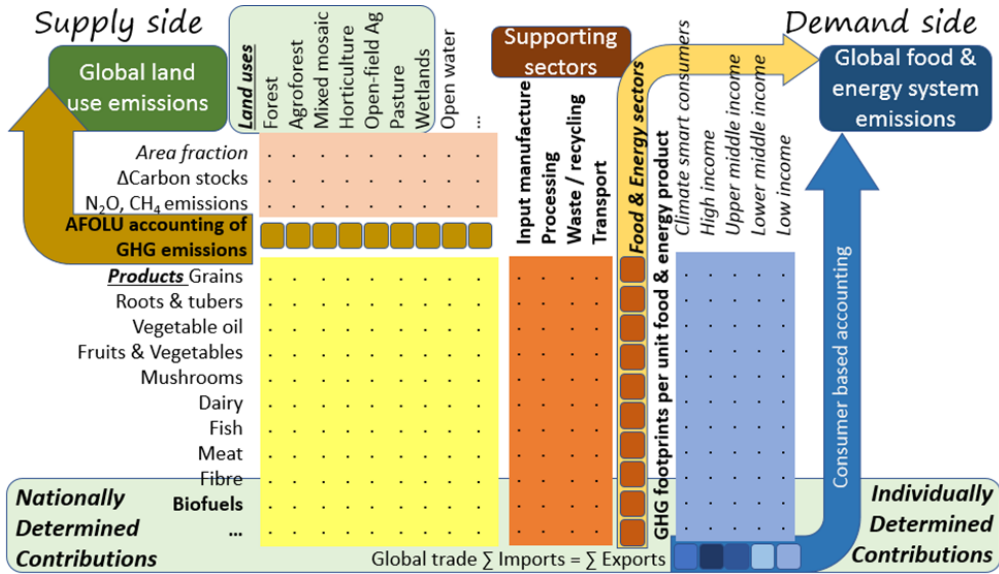 Supply side
Demand side
Global land
use emissions
Land uses
Forest
Agroforest
Mixed mosaic
Horticulture
Open-field Ag
Pasture
Wetlands
Open water
...
Supporting
sectors
Global food &
energy system
emissions
Area fraction
ΔCarbon stocks
N₂O, CH₄ emissions
AFOLU accounting of
GHG emissions
Input manufacture
Processing
Waste / recycling
Transport
Food & Energy sectors
GHG footprints per unit food & energy product
Climate smart consumers
High income
Upper middle income
Lower middle income
Low income
Products Grains
Roots & tubers
Vegetable oil
Fruits & Vegetables
Mushrooms
Dairy
Fish
Meat
Fibre
Biofuels
...
Consumer based accounting
Nationally
Determined
Contributions
Individually
Determined
Contributions
Global trade ∑ Imports = ∑ Exports